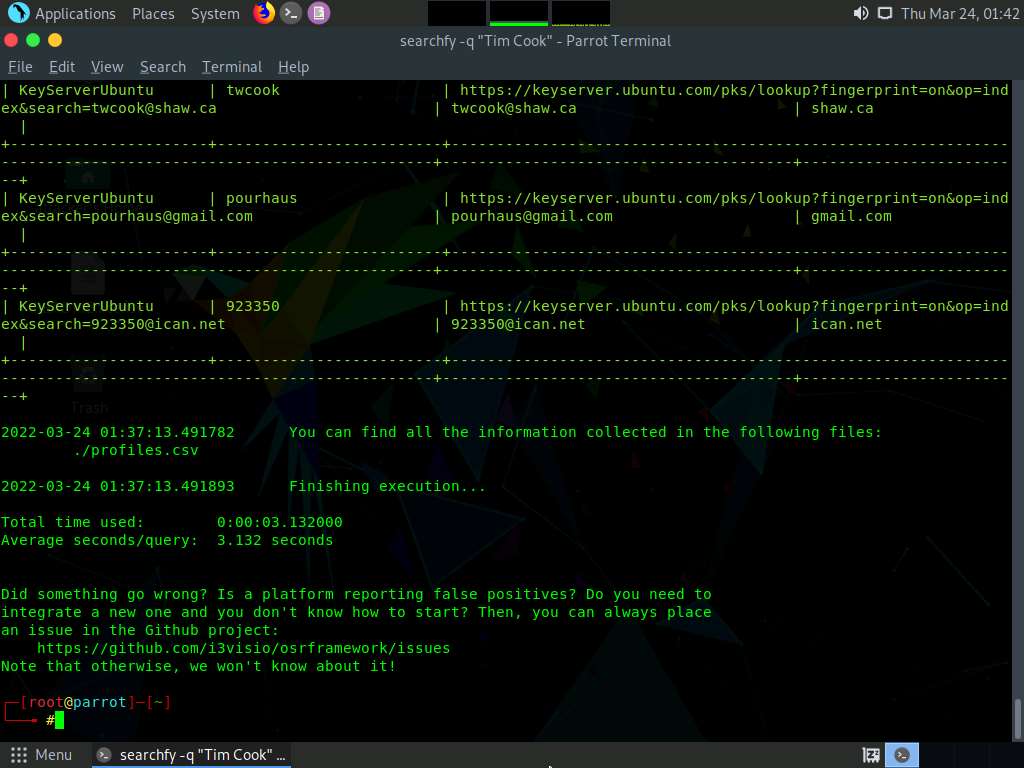 Applications Places System Thu Mar 24, 01:42
searchfy -q "Tim Cook" - Parrot Terminal
File Edit View Search Terminal Help
| KeyServerUbuntu | twcook | https://keyserver.ubuntu.com/pks/lookup?fingerprint=on&op=ind
ex&search=twcook@shaw.ca | twcook@shaw.ca | shaw.ca
|
+-----------------------+-------------------------+--------------------------------------------------------------
------------------------------------------------+---------------------------------------+-----------------------
--+
| KeyServerUbuntu | pourhaus | https://keyserver.ubuntu.com/pks/lookup?fingerprint=on&op=ind
ex&search=pourhaus@gmail.com | pourhaus@gmail.com | gmail.com
|
+-----------------------+-------------------------+--------------------------------------------------------------
------------------------------------------------+---------------------------------------+-----------------------
--+
| KeyServerUbuntu | 923350 | https://keyserver.ubuntu.com/pks/lookup?fingerprint=on&op=ind
ex&search=923350@ican.net | 923350@ican.net | ican.net
|
+-----------------------+-------------------------+--------------------------------------------------------------
------------------------------------------------+---------------------------------------+-----------------------
--+
Trash
2022-03-24 01:37:13.491782 You can find all the information collected in the following files:
./profiles.csv
2022-03-24 01:37:13.491893 Finishing execution...
Total time used: 0:00:03.132000
Average seconds/query: 3.132 seconds
Did something go wrong? Is a platform reporting false positives? Do you need to
integrate a new one and you don't know how to start? Then, you can always place
an issue in the Github project:
https://github.com/i3visio/osrframework/issues
Note that otherwise, we won't know about it!
┌─[root@parrot]─[~]
└──╼ #
Menu searchfy -q "Tim Cook" ...